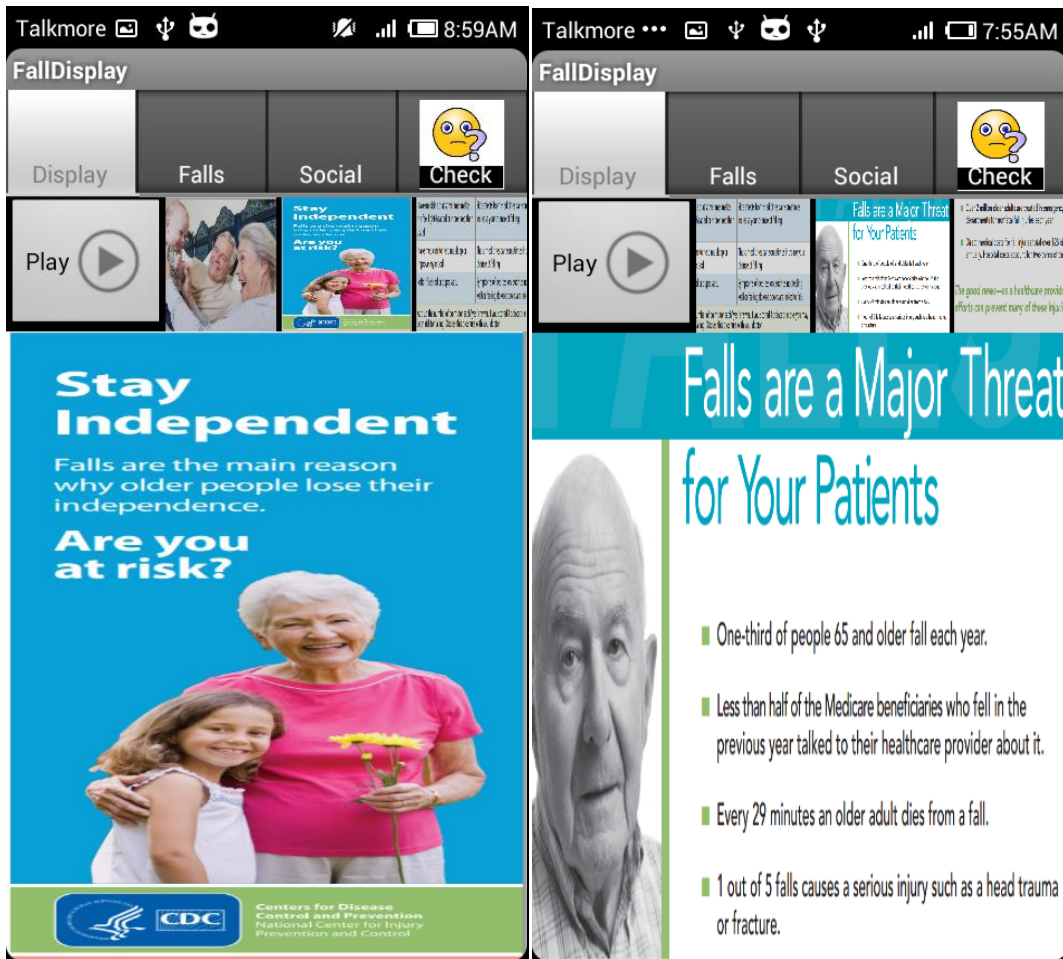 Talkmore 8:59AM
FallDisplay
Display Falls Social Check
Play
Stay
Independent
Are you
at risk?
Stay
Independent
Falls are the main reason
why older people lose their
independence.
Are you
at risk?
CDC
Centers for Disease
Control and Prevention
National Center for Injury
Prevention and Control
Talkmore ••• 7:55AM
FallDisplay
Display Falls Social Check
Play
Falls are a Major Threat
for Your Patients
Falls are a Major Threat
for Your Patients
One-third of people 65 and older fall each year.
Less than half of the Medicare beneficiaries who fell in the
previous year talked to their healthcare provider about it.
Every 29 minutes an older adult dies from a fall.
1 out of 5 falls causes a serious injury such as a head trauma
or fracture.